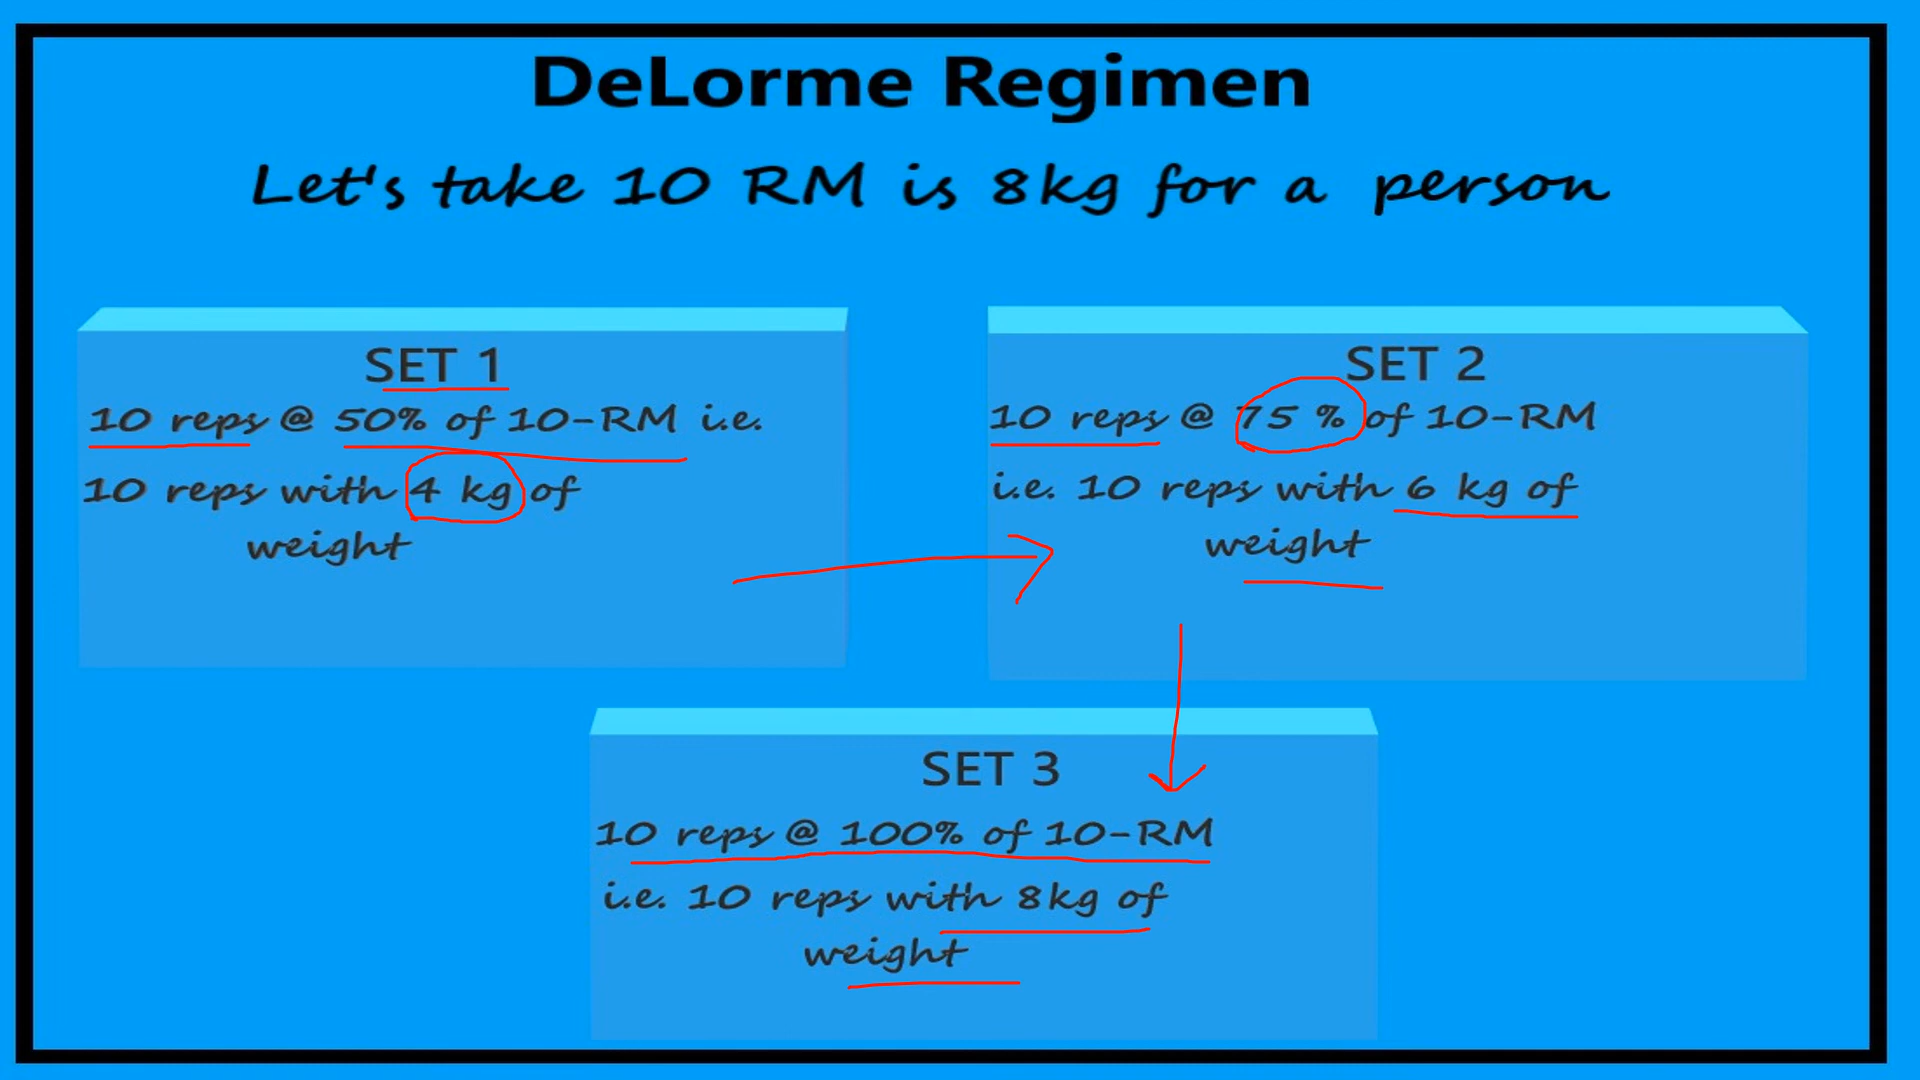 DeLorme Regimen
Let's take 10 RM is 8kg for a person
SET 1
10 reps @ 50% of 10-RM i.e.
10 reps with 4 kg of
weight
SET 2
10 reps @ 75 % of 10-RM
i.e. 10 reps with 6 kg of
weight
SET 3
10 reps @ 100% of 10-RM
i.e. 10 reps with 8kg of
weight